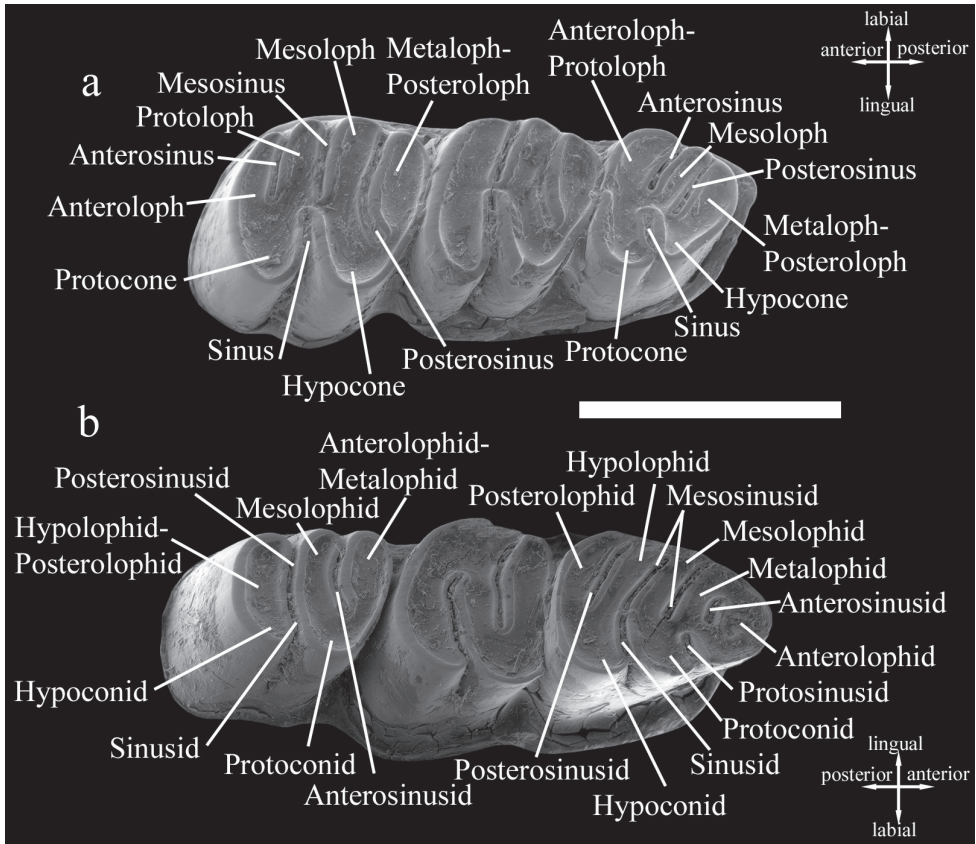 a
Mesoloph
Metaloph-
Posteroloph
Mesosinus
Protoloph
Anterosinus
Anteroloph
Protocone
Sinus
Hypocone
Posterosinus
Anteroloph-
Protoloph
Anterosinus
Mesoloph
Posterosinus
Metaloph-
Posteroloph
Hypocone
Sinus
Protocone
labial
anterior posterior
lingual
b
Anterolophid-
Metalophid
Posterosinusid
Mesolophid
Hypolophid-
Posterolophid
Hypoconid
Sinusid
Protoconid
Anterosinusid
Hypolophid
Posterolophid
Mesosinusid
Mesolophid
Metalophid
Anterosinusid
Anterolophid
Protosinusid
Protoconid
Sinusid
Posterosinusid
Hypoconid
lingual
posterior anterior
labial